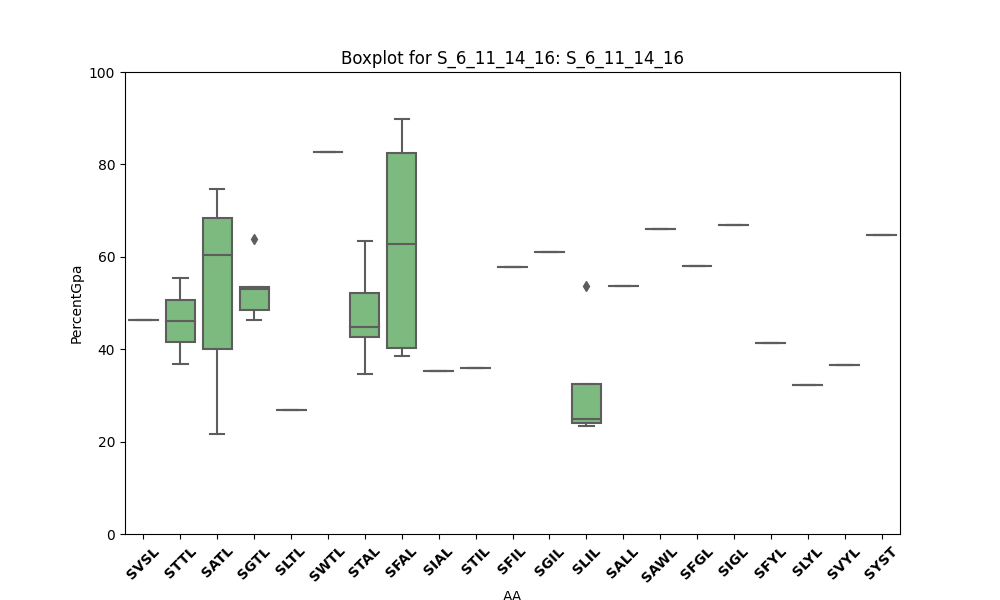 Boxplot for S_6_11_14_16: S_6_11_14_16
100
80
60
40
20
0
PercentGpa
SVSL STTL SATL SGTL SLTL SWTL STAL SFAL SIAL STIL SFIL SGIL SLIL SALL SAWL SFGL SIGL SFYL SLYL SVYL SYST
AA